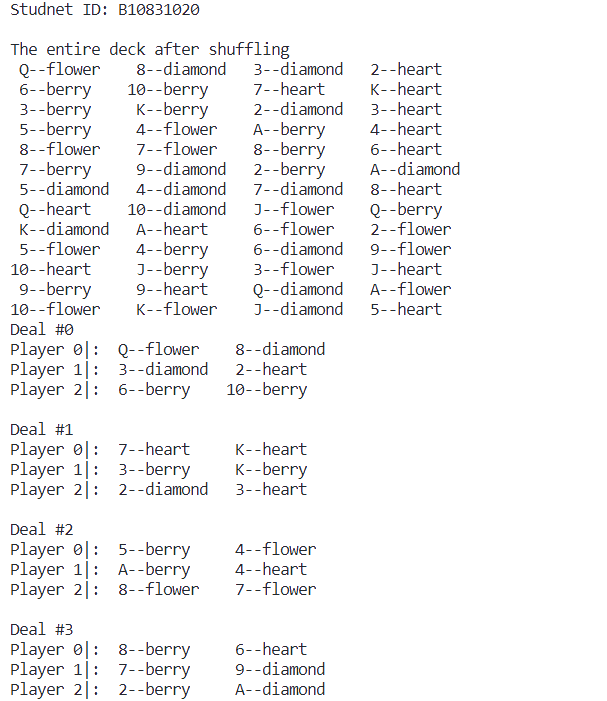 Studnet ID: B10831020
The entire deck after shuffling
Q--flower 8--diamond 3--diamond 2--heart
6--berry 10--berry 7--heart K--heart
3--berry K--berry 2--diamond 3--heart
5--berry 4--flower A--berry 4--heart
8--flower 7--flower 8--berry 6--heart
7--berry 9--diamond 2--berry A--diamond
5--diamond 4--diamond 7--diamond 8--heart
Q--heart 10--diamond J--flower Q--berry
K--diamond A--heart 6--flower 2--flower
5--flower 4--berry 6--diamond 9--flower
10--heart J--berry 3--flower J--heart
9--berry 9--heart Q--diamond A--flower
10--flower K--flower J--diamond 5--heart
Deal #0
Player 0|: Q--flower 8--diamond
Player 1|: 3--diamond 2--heart
Player 2|: 6--berry 10--berry
Deal #1
Player 0|: 7--heart K--heart
Player 1|: 3--berry K--berry
Player 2|: 2--diamond 3--heart
Deal #2
Player 0|: 5--berry 4--flower
Player 1|: A--berry 4--heart
Player 2|: 8--flower 7--flower
Deal #3
Player 0|: 8--berry 6--heart
Player 1|: 7--berry 9--diamond
Player 2|: 2--berry A--diamond